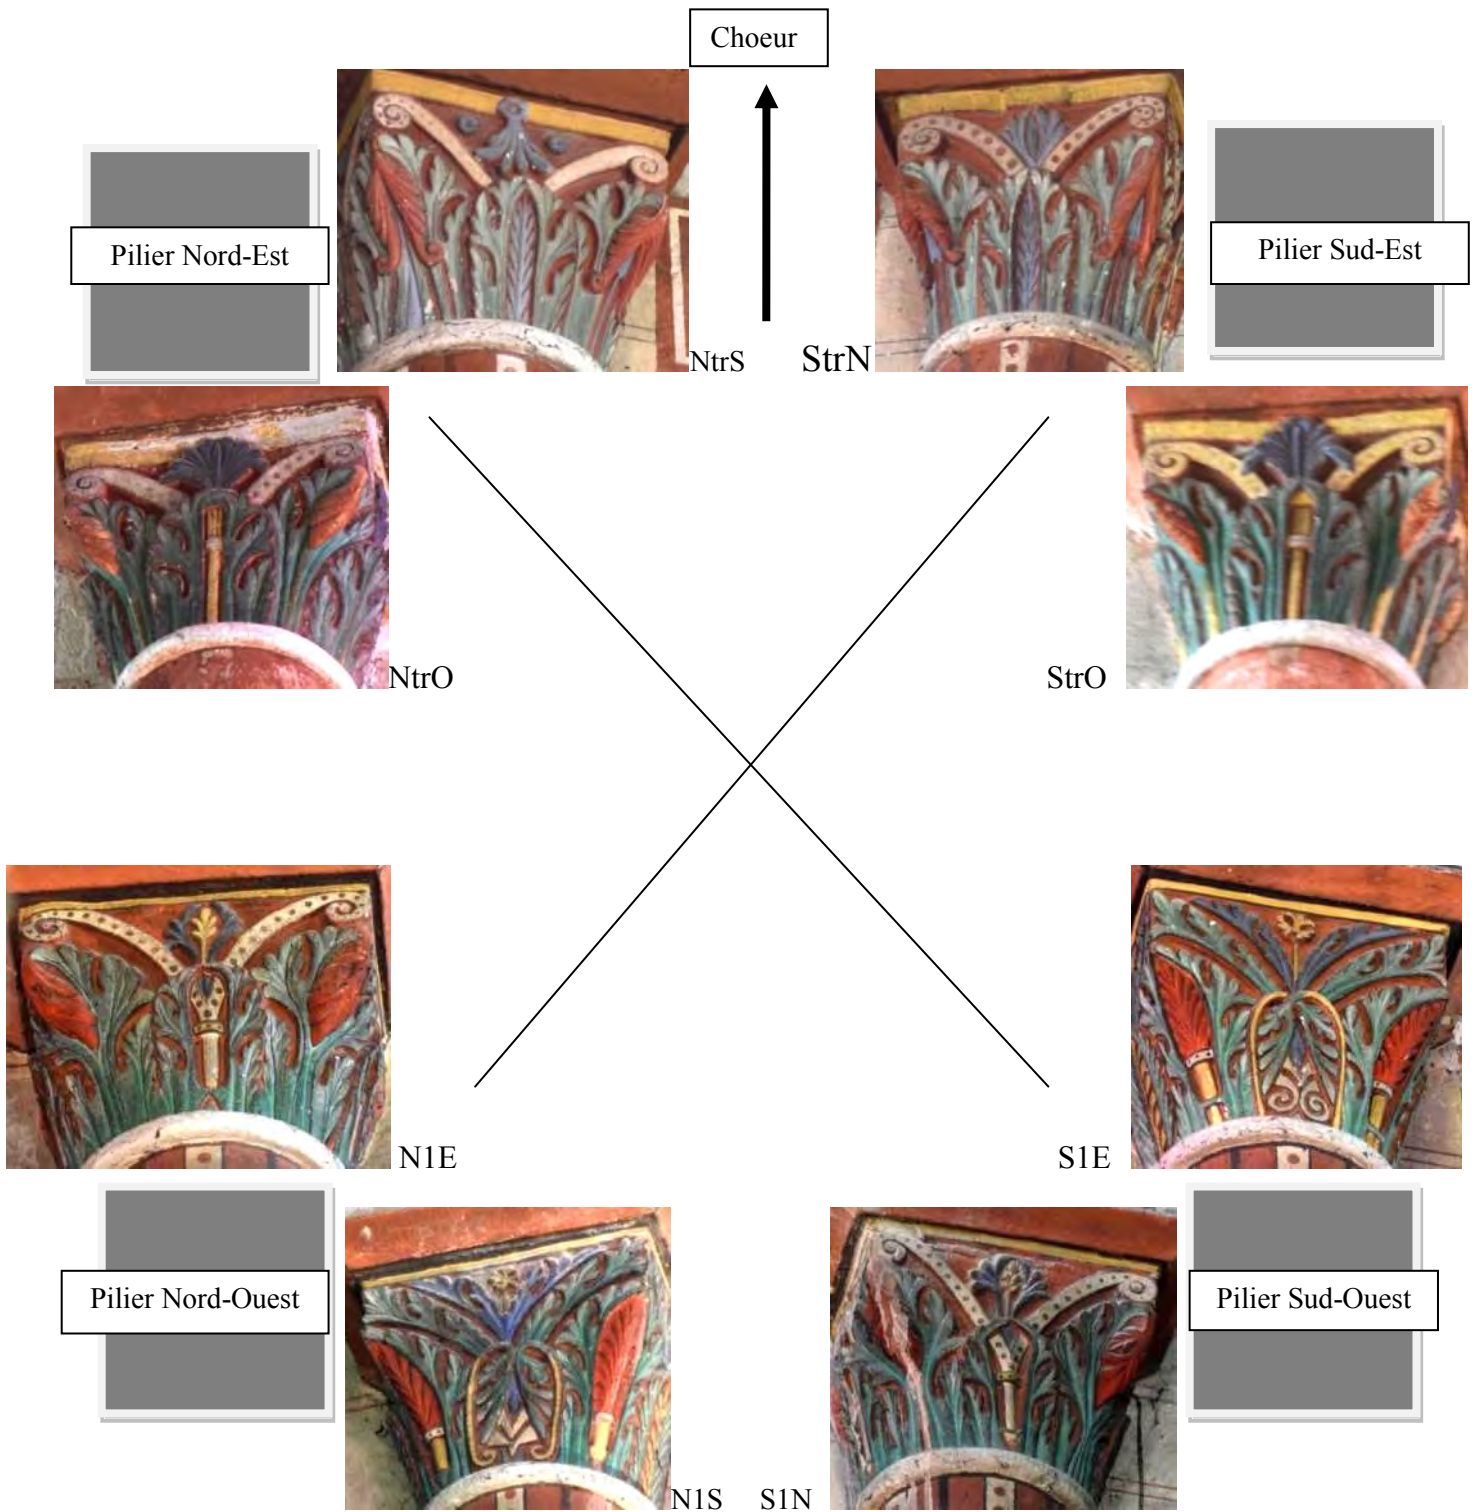 Choeur
Pilier Nord-Est
Pilier Sud-Est
NtrS
StrN
NtrO
StrO
N1E
S1E
Pilier Nord-Ouest
Pilier Sud-Ouest
N1S
S1N